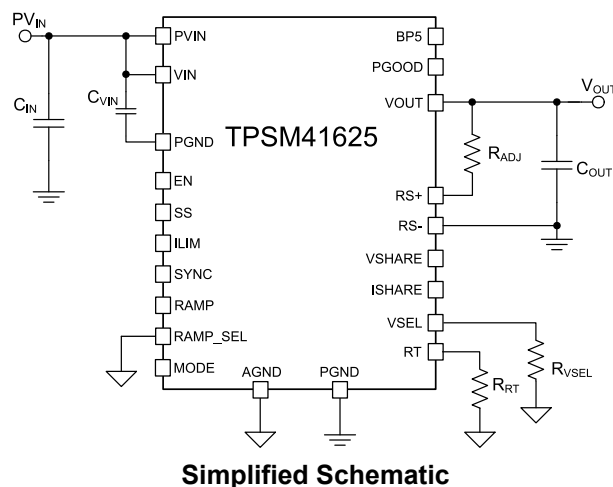 PVIN
PVIN
BP5
PGOOD
VIN
VOUT
VOUT
CIN
CVIN
TPSM41625
RADJ
COUT
PGND
EN
RS+
SS
RS-
ILIM
VSHARE
SYNC
ISHARE
RAMP
VSEL
RAMP_SEL
RT
MODE
AGND
PGND
RRT
RVSEL
Simplified Schematic